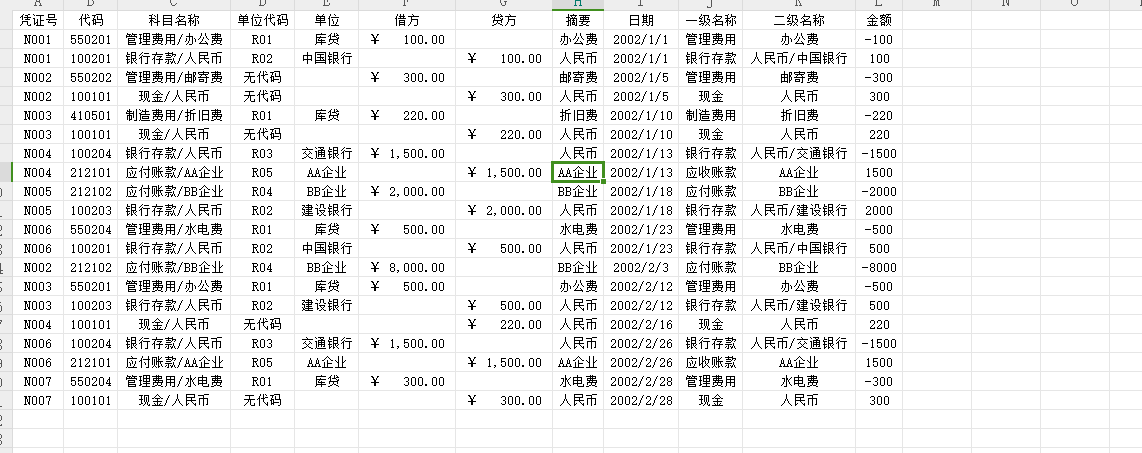 A B C D E F G H I J K L M N O
凭证号 代码 科目名称 单位代码 单位 借方 贷方 摘要 日期 一级名称 二级名称 金额
N001 550201 管理费用/办公费 R01 库贷 ¥ 100.00 办公费 2002/1/1 管理费用 办公费 -100
N001 100201 银行存款/人民币 R02 中国银行 ¥ 100.00 人民币 2002/1/1 银行存款 人民币/中国银行 100
N002 550202 管理费用/邮寄费 无代码 ¥ 300.00 邮寄费 2002/1/5 管理费用 邮寄费 -300
N002 100101 现金/人民币 无代码 ¥ 300.00 人民币 2002/1/5 现金 人民币 300
N003 410501 制造费用/折旧费 R01 库贷 ¥ 220.00 折旧费 2002/1/10 制造费用 折旧费 -220
N003 100101 现金/人民币 无代码 ¥ 220.00 人民币 2002/1/10 现金 人民币 220
N004 100204 银行存款/人民币 R03 交通银行 ¥ 1,500.00 人民币 2002/1/13 银行存款 人民币/交通银行 -1500
N004 212101 应付账款/AA企业 R05 AA企业 ¥ 1,500.00 AA企业 2002/1/13 应收账款 AA企业 1500
N005 212102 应付账款/BB企业 R04 BB企业 ¥ 2,000.00 BB企业 2002/1/18 应付账款 BB企业 -2000
N005 100203 银行存款/人民币 R02 建设银行 ¥ 2,000.00 人民币 2002/1/18 银行存款 人民币/建设银行 2000
N006 550204 管理费用/水电费 R01 库贷 ¥ 500.00 水电费 2002/1/23 管理费用 水电费 -500
N006 100201 银行存款/人民币 R02 中国银行 ¥ 500.00 人民币 2002/1/23 银行存款 人民币/中国银行 500
N002 212102 应付账款/BB企业 R04 BB企业 ¥ 8,000.00 BB企业 2002/2/3 应付账款 BB企业 -8000
N003 550201 管理费用/办公费 R01 库贷 ¥ 500.00 办公费 2002/2/12 管理费用 办公费 -500
N003 100203 银行存款/人民币 R02 建设银行 ¥ 500.00 人民币 2002/2/12 银行存款 人民币/建设银行 500
N004 100101 现金/人民币 无代码 ¥ 220.00 人民币 2002/2/16 现金 人民币 220
N006 100204 银行存款/人民币 R03 交通银行 ¥ 1,500.00 人民币 2002/2/26 银行存款 人民币/交通银行 -1500
N006 212101 应付账款/AA企业 R05 AA企业 ¥ 1,500.00 AA企业 2002/2/26 应收账款 AA企业 1500
N007 550204 管理费用/水电费 R01 库贷 ¥ 300.00 水电费 2002/2/28 管理费用 水电费 -300
N007 100101 现金/人民币 无代码 ¥ 300.00 人民币 2002/2/28 现金 人民币 300